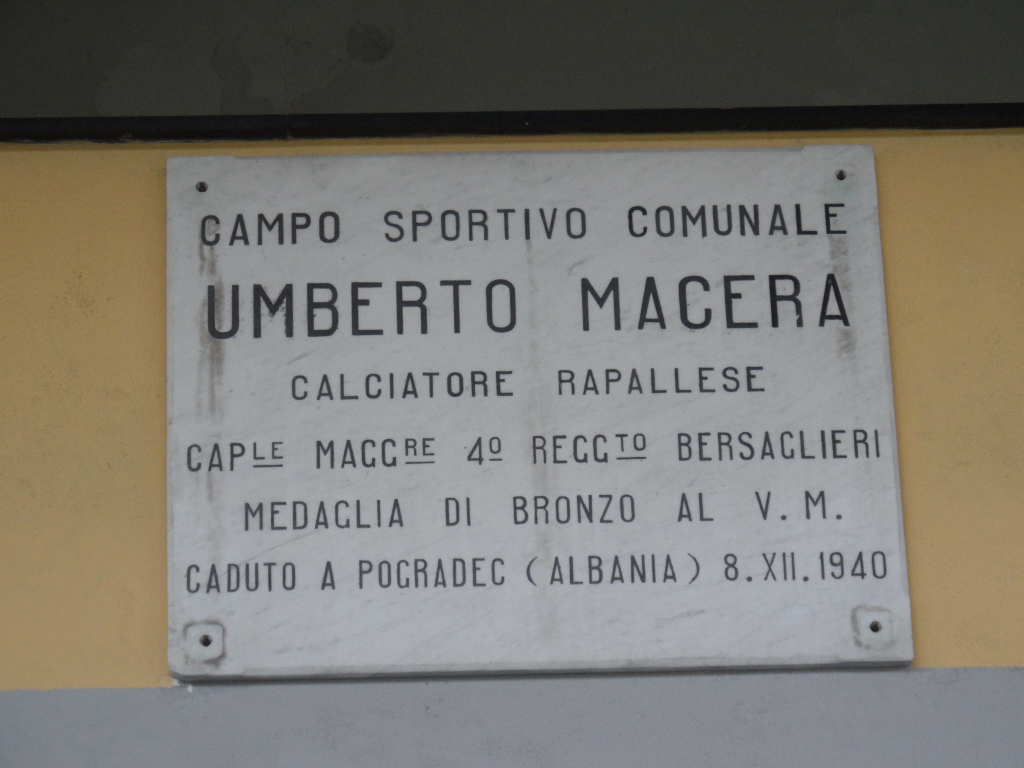 CAMPO SPORTIVO COMUNALE
UMBERTO MACERA
CALCIATORE RAPALLESE
CAPLE MAGGRE 4º REGGTO BERSAGLIERI
MEDAGLIA DI BRONZO AL V. M.
CADUTO A POGRADEC (ALBANIA) 8.XII.1940